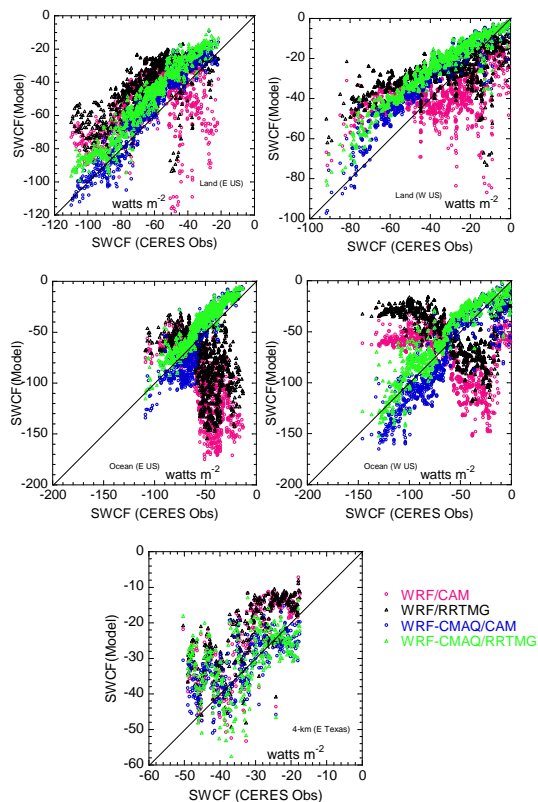 -20
0
-40
-60
-80
-100
-120
-120 -100 -80 -60 -40 -20 0
SWCF(Model)
Land (E US)
watts m-2
SWCF (CERES Obs)
0
-20
-40
-60
-80
-100
-100 -80 -60 -40 -20 0
SWCF(Model)
Land (W US)
watts m-2
SWCF (CERES Obs)
0
-50
-100
-150
-200
-200 -150 -100 -50 0
SWCF(Model)
Ocean (E US)
watts m-2
SWCF (CERES Obs)
0
-50
-100
-150
-200
-200 -150 -100 -50 0
SWCF(Model)
Ocean (W US)
watts m-2
SWCF (CERES Obs)
0
-10
-20
-30
-40
-50
-60
-60 -50 -40 -30 -20 -10 0
SWCF(Model)
4-km (E Texas)
watts m-2
SWCF (CERES Obs)
WRF/CAM
WRF/RRTMG
WRF-CMAQ/CAM
WRF-CMAQ/RRTMG